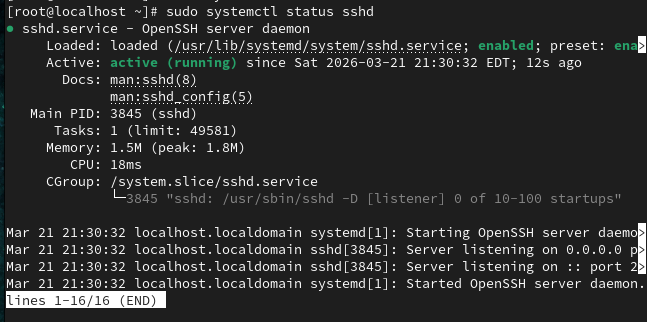 [root@localhost ~]# sudo systemctl status sshd
● sshd.service - OpenSSH server daemon
     Loaded: loaded (/usr/lib/systemd/system/sshd.service; enabled; preset: ena>
     Active: active (running) since Sat 2026-03-21 21:30:32 EDT; 12s ago
       Docs: man:sshd(8)
             man:sshd_config(5)
   Main PID: 3845 (sshd)
      Tasks: 1 (limit: 49581)
     Memory: 1.5M (peak: 1.8M)
        CPU: 18ms
     CGroup: /system.slice/sshd.service
             └─3845 "sshd: /usr/sbin/sshd -D [listener] 0 of 10-100 startups"

Mar 21 21:30:32 localhost.localdomain systemd[1]: Starting OpenSSH server daemo>
Mar 21 21:30:32 localhost.localdomain sshd[3845]: Server listening on 0.0.0.0 p>
Mar 21 21:30:32 localhost.localdomain sshd[3845]: Server listening on :: port 2>
Mar 21 21:30:32 localhost.localdomain systemd[1]: Started OpenSSH server daemon.
lines 1-16/16 (END)